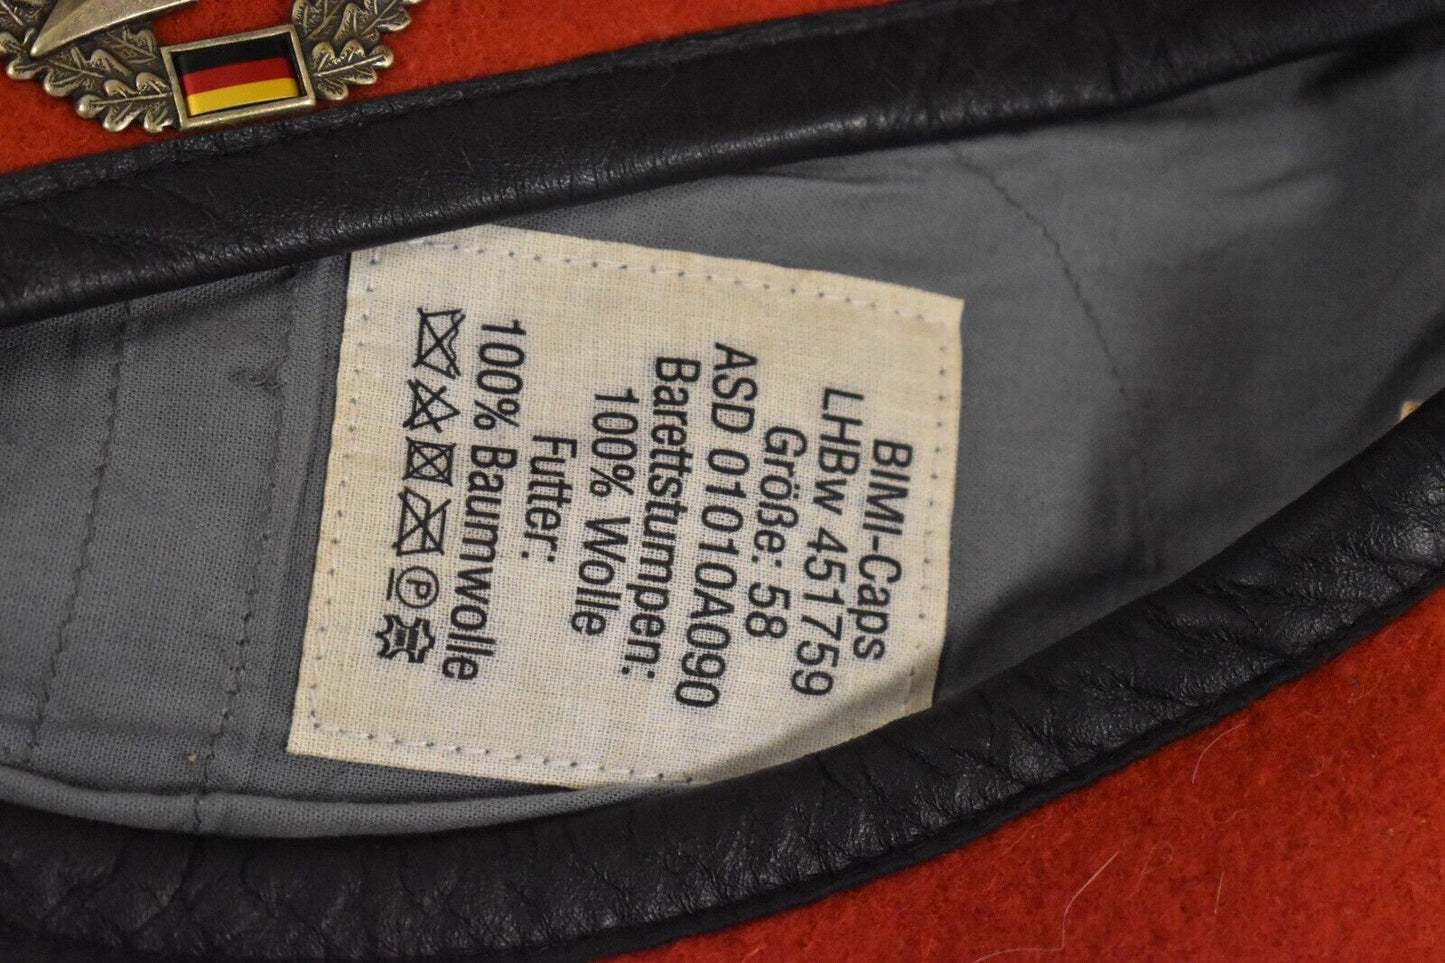 BIMI-Caps
LHBw 451759
Größe: 58
ASD 01010A090
Barettstumpen:
100% Wolle
Futter:
100% Baumwolle
P